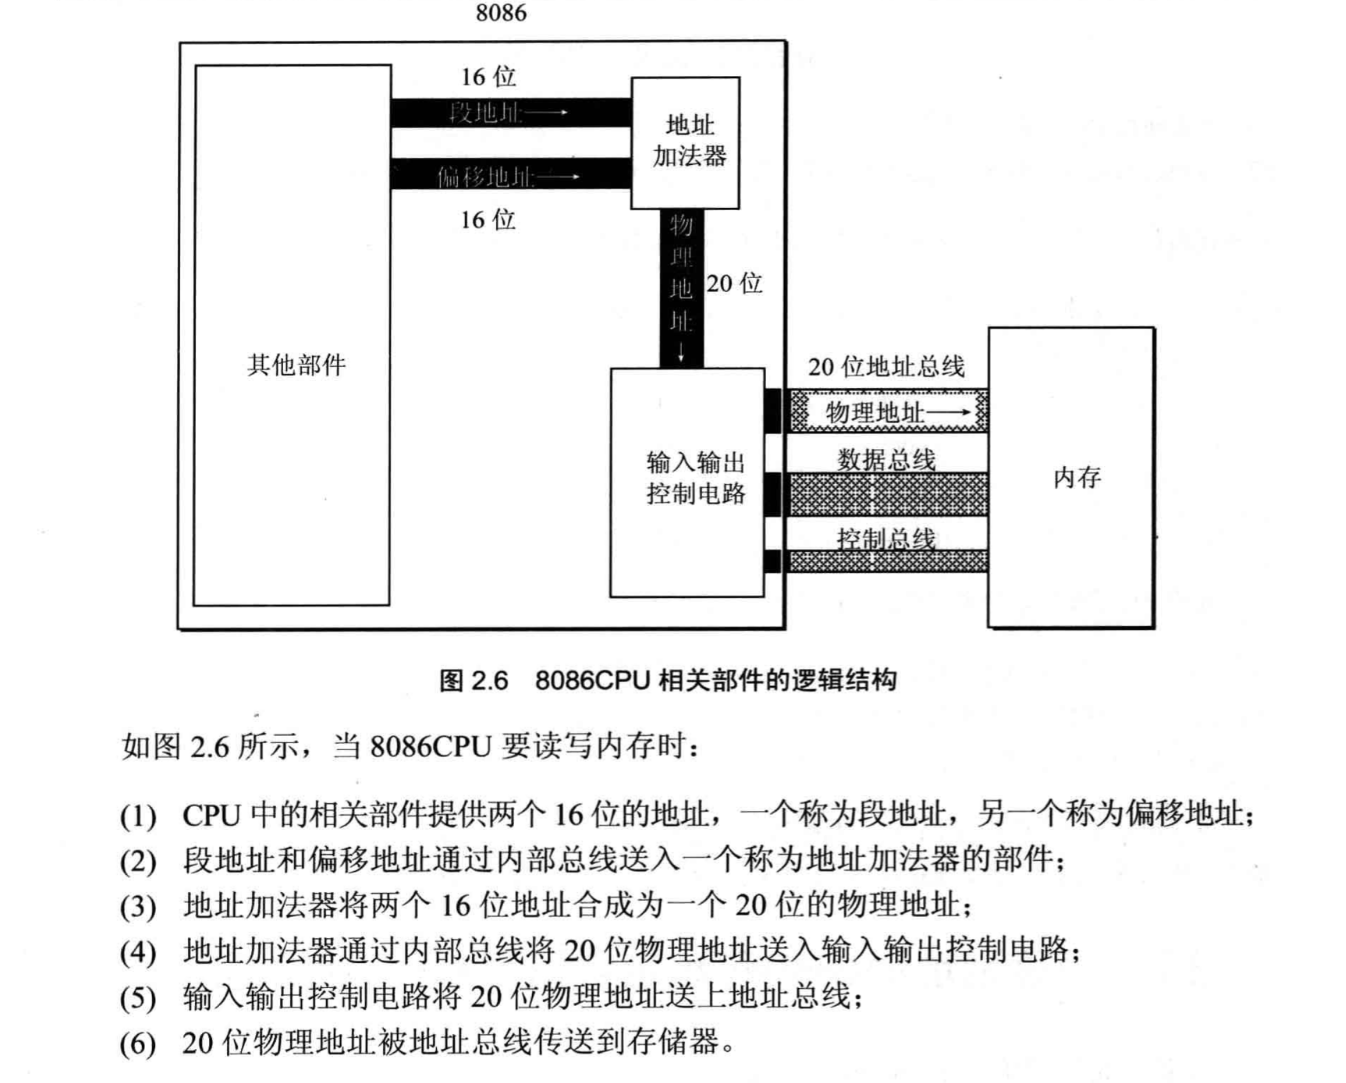 8086
16 位
段地址
地址
加法器
偏移地址
16 位
物
理
地
址
20 位
其他部件
20 位地址总线
物理地址
数据总线
输入输出
控制电路
内存
控制总线
图 2.6 8086CPU 相关部件的逻辑结构
如图 2.6 所示，当 8086CPU 要读写内存时：
(1) CPU 中的相关部件提供两个 16 位的地址，一个称为段地址，另一个称为偏移地址；
(2) 段地址和偏移地址通过内部总线送入一个称为地址加法器的部件；
(3) 地址加法器将两个 16 位地址合成为一个 20 位的物理地址；
(4) 地址加法器通过内部总线将 20 位物理地址送入输入输出控制电路；
(5) 输入输出控制电路将 20 位物理地址送上地址总线；
(6) 20 位物理地址被地址总线传送到存储器。